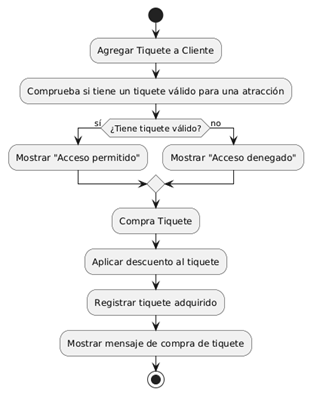 Agregar Tiquete a Cliente
Comprueba si tiene un tiquete válido para una atracción
sí
¿Tiene tiquete válido?
no
Mostrar "Acceso permitido"
Mostrar "Acceso denegado"
Compra Tiquete
Aplicar descuento al tiquete
Registrar tiquete adquirido
Mostrar mensaje de compra de tiquete